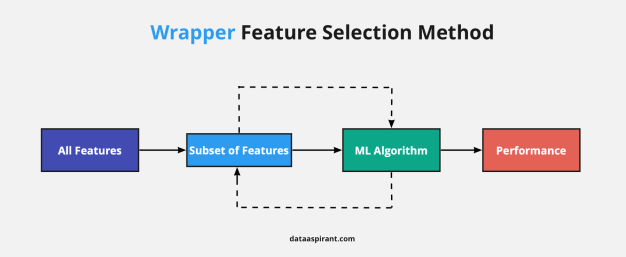 Wrapper Feature Selection Method
All Features
Subset of Features
ML Algorithm
Performance
dataaspirant.com